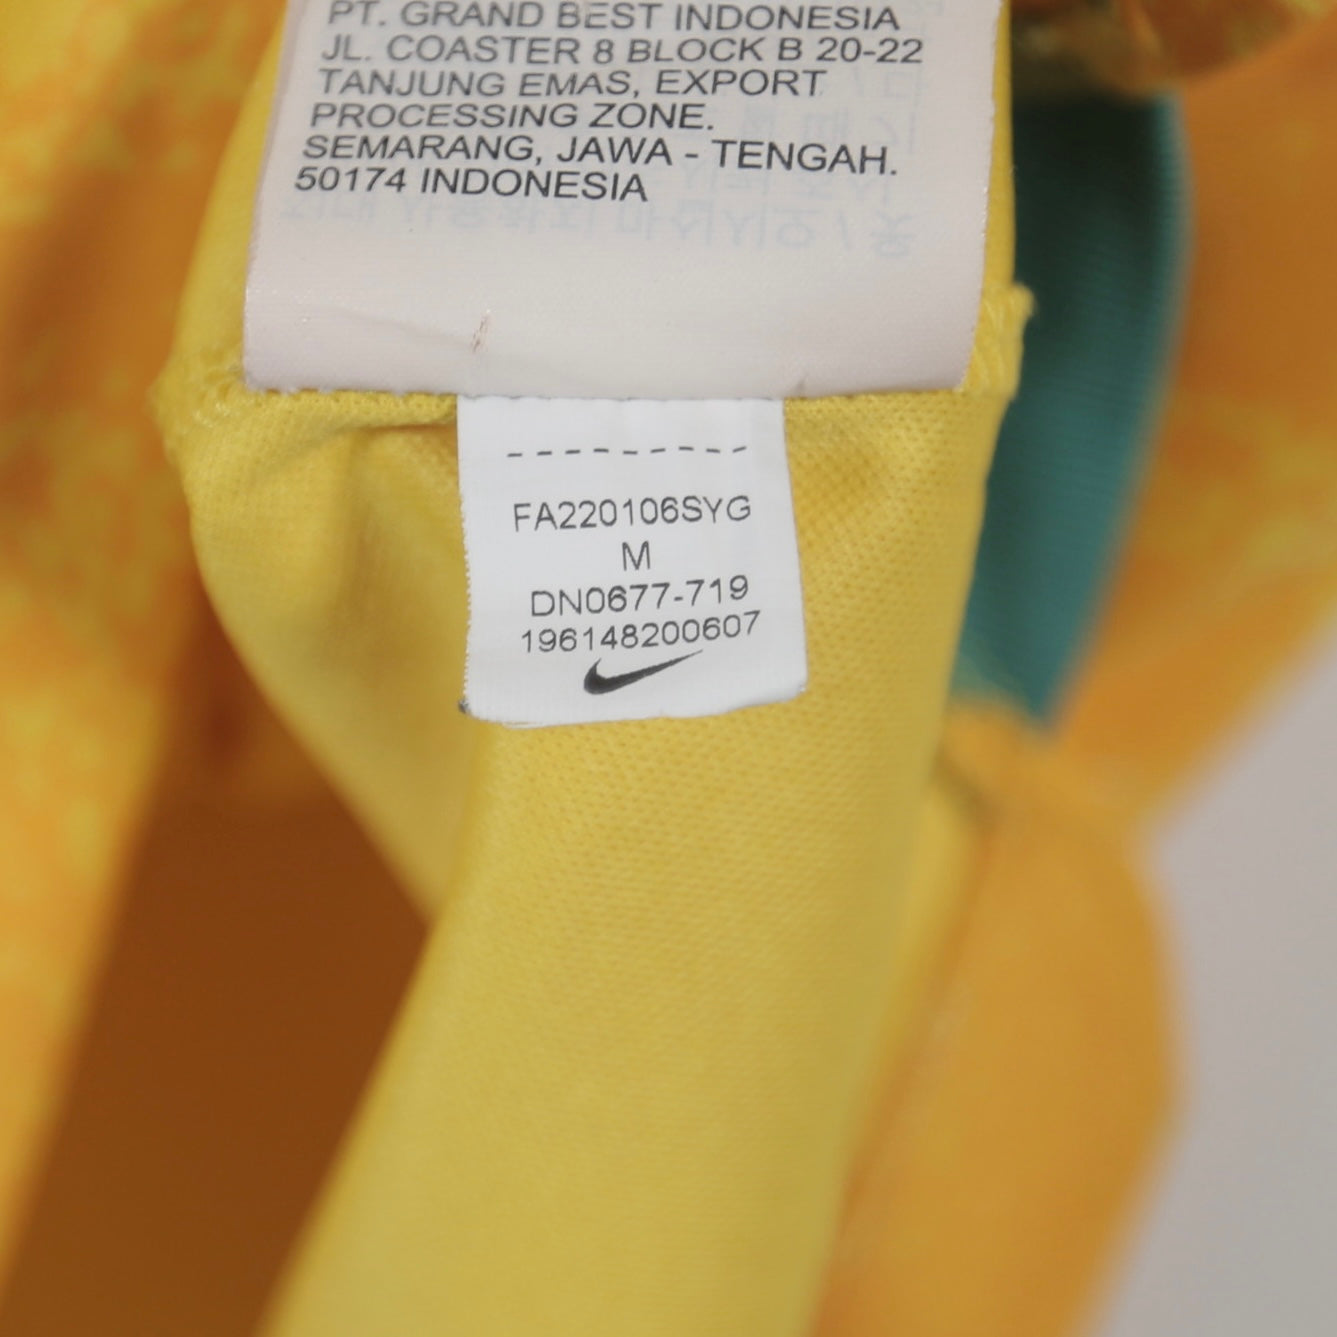 PT. GRAND BEST INDONESIA
JL. COASTER 8 BLOCK B 20-22
TANJUNG EMAS, EXPORT
PROCESSING ZONE.
SEMARANG, JAWA - TENGAH.
50174 INDONESIA
FA220106SYG
M
DN0677-719
196148200607